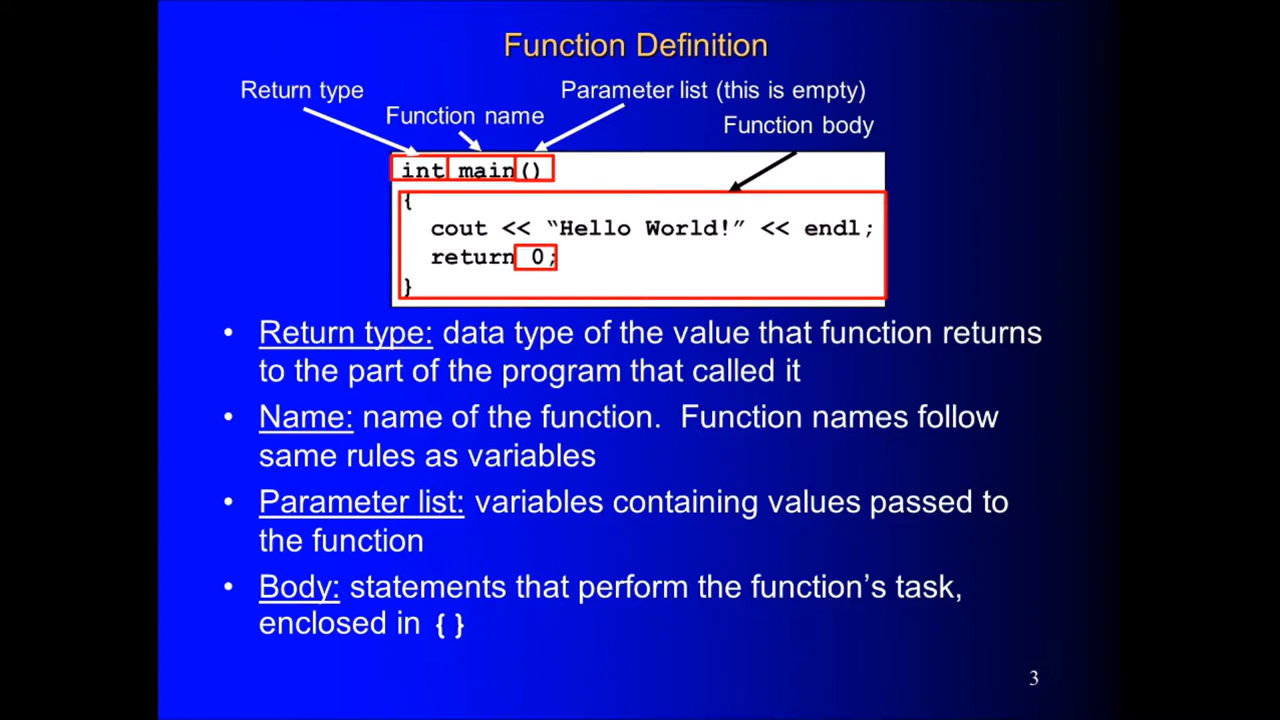 Function Definition
Return type
Parameter list (this is empty)
Function name
Function body
int main()
{
cout << “Hello World!” << endl;
return 0;
}
• Return type: data type of the value that function returns
to the part of the program that called it
• Name: name of the function. Function names follow
same rules as variables
• Parameter list: variables containing values passed to
the function
• Body: statements that perform the function’s task,
enclosed in {}
3